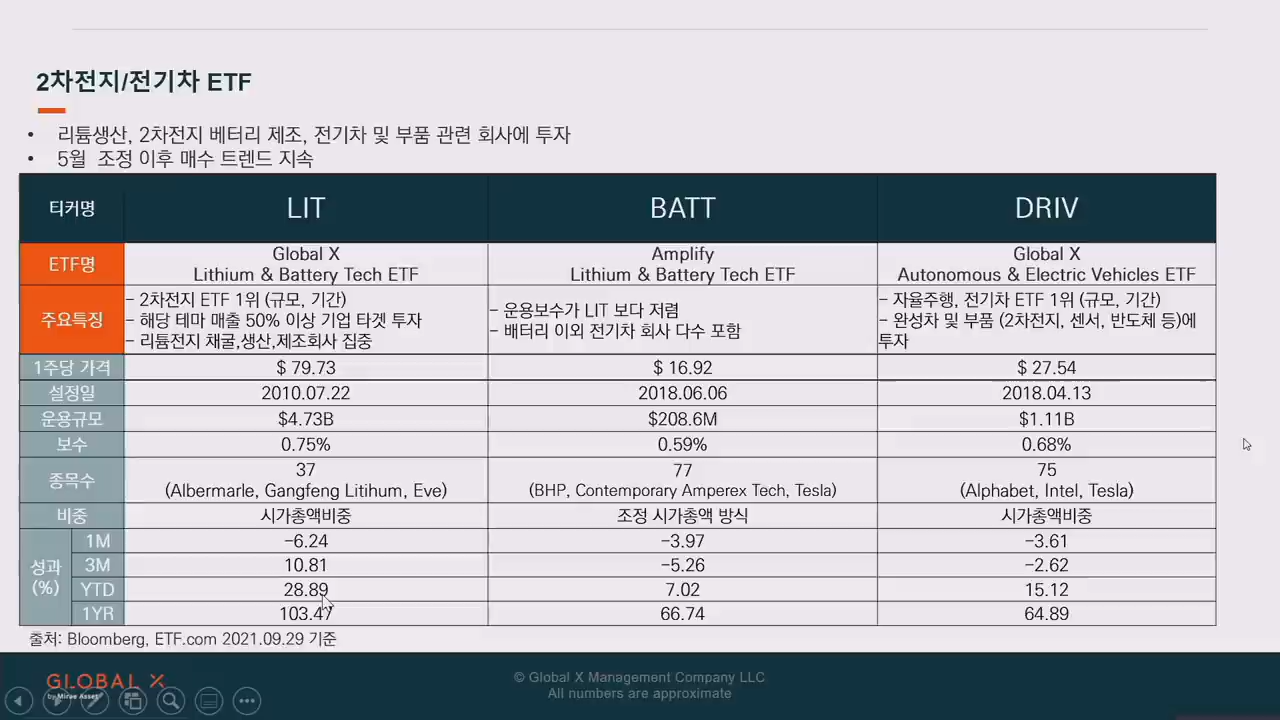 2차전지/전기차 ETF
• 리튬생산, 2차전지 베터리 제조, 전기차 및 부품 관련 회사에 투자
• 5월 조정 이후 매수 트렌드 지속
티커명 LIT BATT DRIV
ETF명 Global X Lithium & Battery Tech ETF Amplify Lithium & Battery Tech ETF Global X Autonomous & Electric Vehicles ETF
주요특징
- 2차전지 ETF 1위 (규모, 기간)
- 해당 테마 매출 50% 이상 기업 타겟 투자
- 리튬전지 채굴,생산,제조회사 집중
- 운용보수가 LIT 보다 저렴
- 배터리 이외 전기차 회사 다수 포함
- 자율주행, 전기차 ETF 1위 (규모, 기간)
- 완성차 및 부품 (2차전지, 센서, 반도체 등)에
투자
1주당 가격 $ 79.73 $ 16.92 $ 27.54
설정일 2010.07.22 2018.06.06 2018.04.13
운용규모 $4.73B $208.6M $1.11B
보수 0.75% 0.59% 0.68%
종목수 37 77 75
(Albermarle, Gangfeng Litihum, Eve) (BHP, Contemporary Amperex Tech, Tesla) (Alphabet, Intel, Tesla)
비중 시가총액비중 조정 시가총액 방식 시가총액비중
성과
(%)
1M -6.24 -3.97 -3.61
3M 10.81 -5.26 -2.62
YTD 28.89 7.02 15.12
1YR 103.47 66.74 64.89
출처: Bloomberg, ETF.com 2021.09.29 기준
GLOBAL X
by Mirae Asset
© Global X Management Company LLC
All numbers are approximate